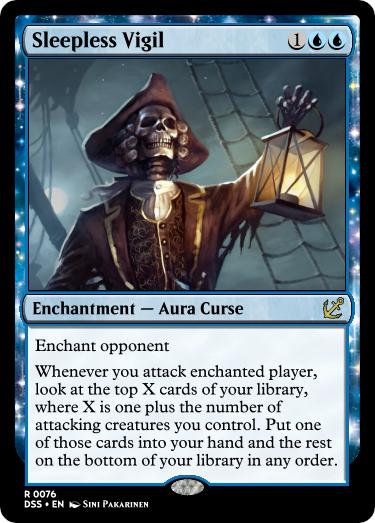 Sleepless Vigil 1
Enchantment — Aura Curse
Enchant opponent
Whenever you attack enchanted player,
look at the top X cards of your library,
where X is one plus the number of
attacking creatures you control. Put one
of those cards into your hand and the rest
on the bottom of your library in any order.
R 0076
DSS • EN Sini Pakarinen